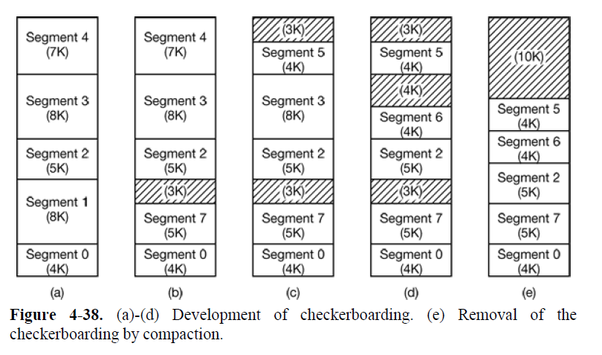 Segment 4
(7K)
Segment 3
(8K)
Segment 2
(5K)
Segment 1
(8K)
Segment 0
(4K)
(a)
Segment 4
(7K)
Segment 3
(8K)
Segment 2
(5K)
(3K)
Segment 7
(5K)
Segment 0
(4K)
(b)
(3K)
Segment 5
(4K)
Segment 3
(8K)
Segment 2
(5K)
(3K)
Segment 7
(5K)
Segment 0
(4K)
(c)
(3K)
Segment 5
(4K)
(4K)
Segment 6
(4K)
Segment 2
(5K)
(3K)
Segment 7
(5K)
Segment 0
(4K)
(d)
(10K)
Segment 5
(4K)
Segment 6
(4K)
Segment 2
(5K)
Segment 7
(5K)
Segment 0
(4K)
(e)
Figure 4-38. (a)-(d) Development of checkerboarding. (e) Removal of the
checkerboarding by compaction.